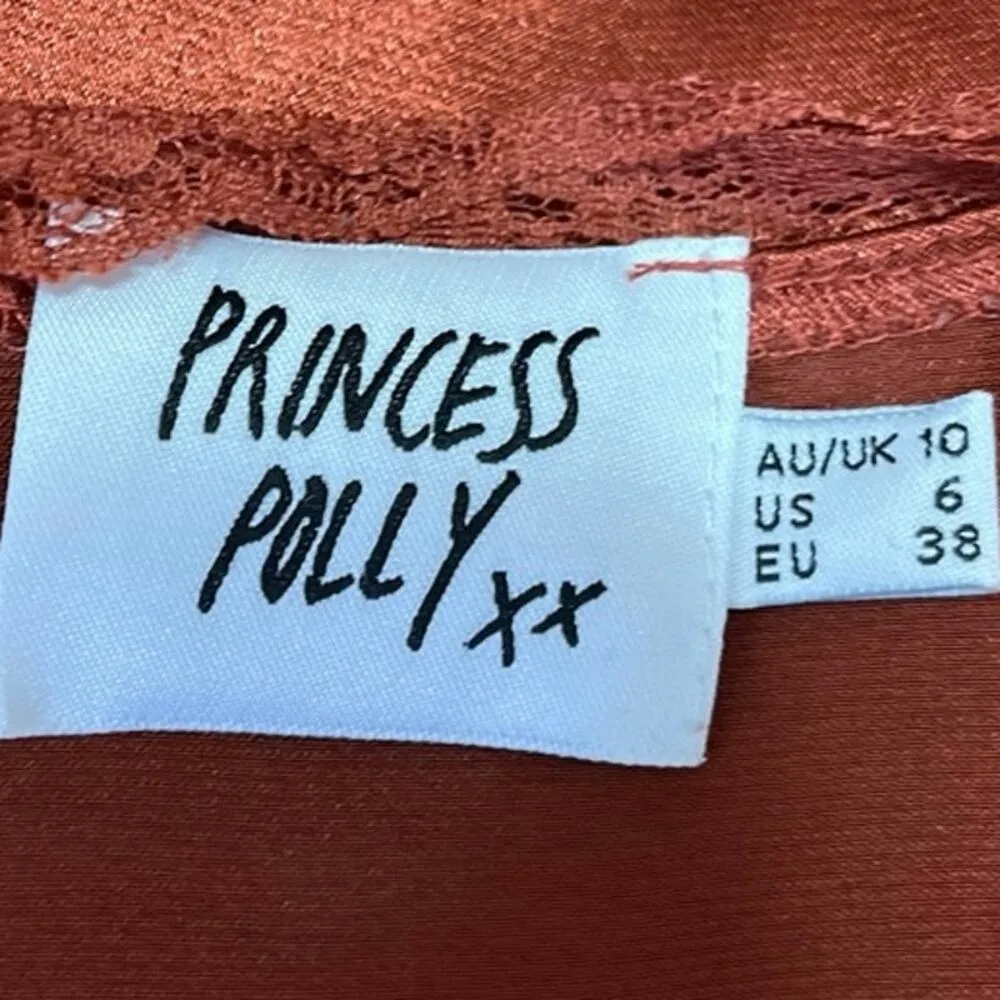 PRINCESS
POLLY xx
AU/UK 10
US 6
EU 38